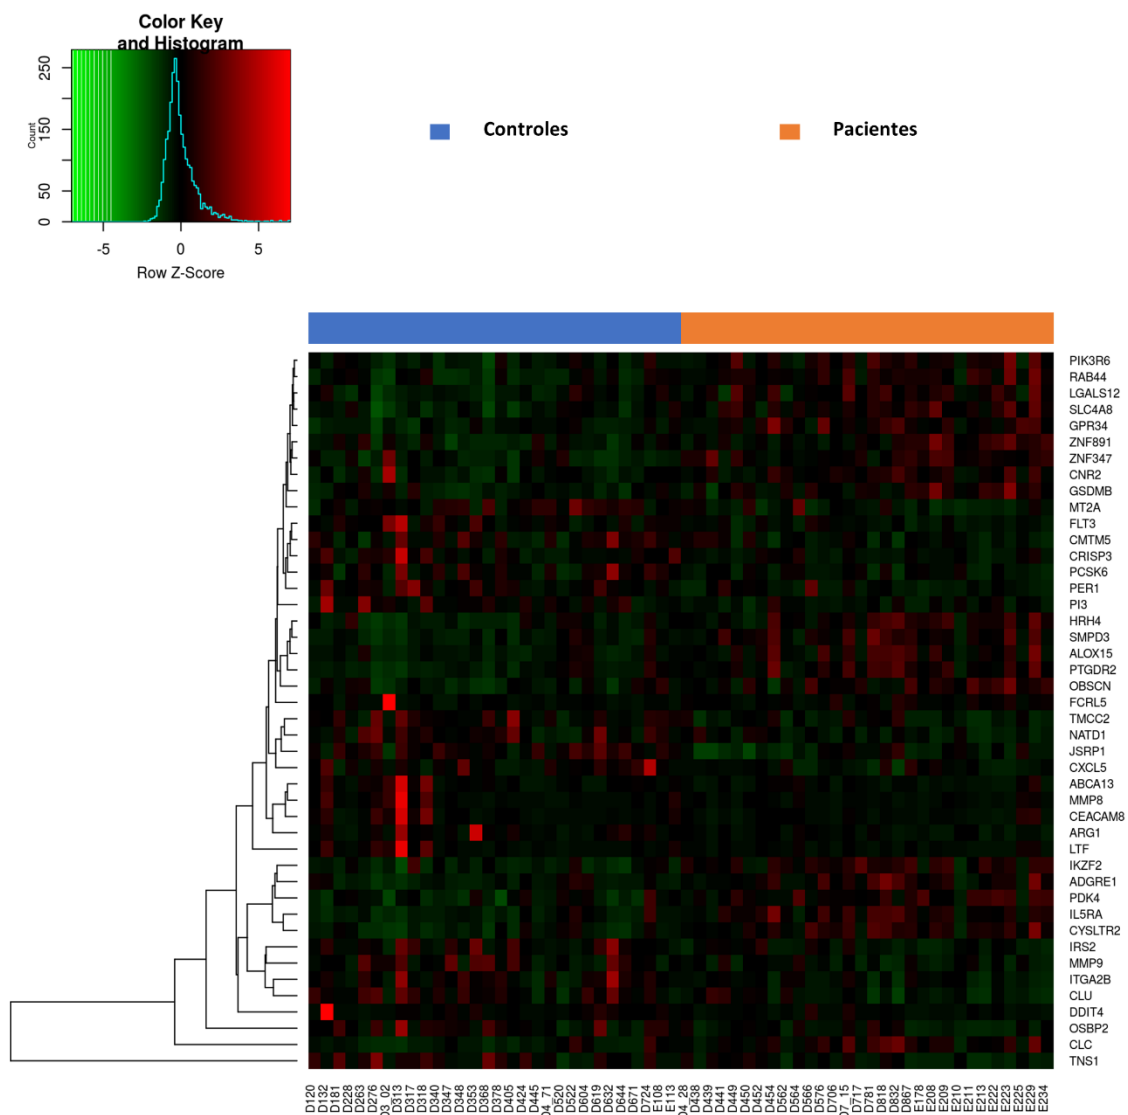 Color Key
and Histogram
250
150
50
0
Count
-5 0 5
Row Z-Score
Controles
Pacientes
PIK3R6
RAB44
LGALS12
SLC4A8
GPR34
ZNF891
ZNF347
CNR2
GSDMB
MT2A
FLT3
CMTM5
CRISP3
PCSK6
PER1
PI3
HRH4
SMPD3
ALOX15
PTGDR2
OBSCN
FCRL5
TMCC2
NATD1
JSRP1
CXCL5
ABCA13
MMP8
CEACAM8
ARG1
LTF
IKZF2
ADGRE1
PDK4
IL5RA
CYSLTR2
IRS2
MMP9
ITGA2B
CLU
DDIT4
OSBP2
CLC
TNS1
D120
D132
D181
D228
D263
D276
03_02
D313
D317
D318
D340
D347
D348
D353
D368
D378
D405
D424
D445
04_71
D520
D522
D604
D619
D632
D644
D671
D724
E108
E113
04_28
D438
D439
D441
D449
D450
D452
D454
D562
D564
D566
D576
D706
07_15
D717
D781
D818
D832
D867
E178
E208
E209
E210
E211
E213
E222
E223
E225
E229
E234